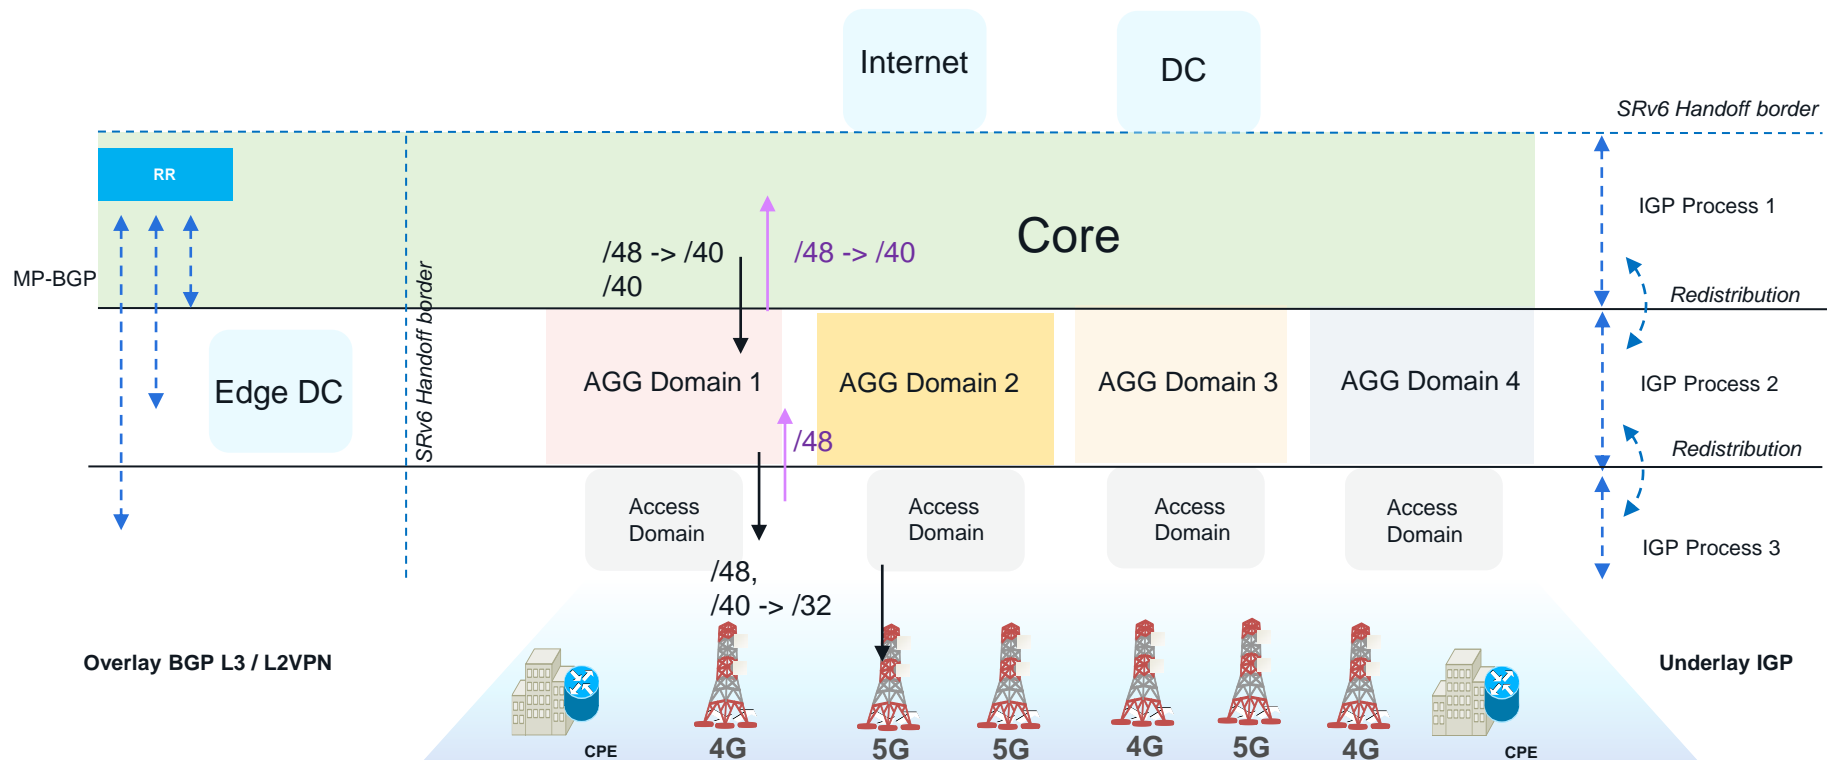 Internet
DC
SRv6 Handoff border
RR
IGP Process 1
Core
/48 -> /40
/40
/48 -> /40
MP-BGP
SRv6 Handoff border
Redistribution
Edge DC
AGG Domain 1
AGG Domain 2
AGG Domain 3
AGG Domain 4
IGP Process 2
/48
Redistribution
Access
Domain
Access
Domain
Access
Domain
Access
Domain
IGP Process 3
/48,
/40 -> /32
Overlay BGP L3 / L2VPN
Underlay IGP
CPE
4G
5G
5G
4G
5G
4G
CPE